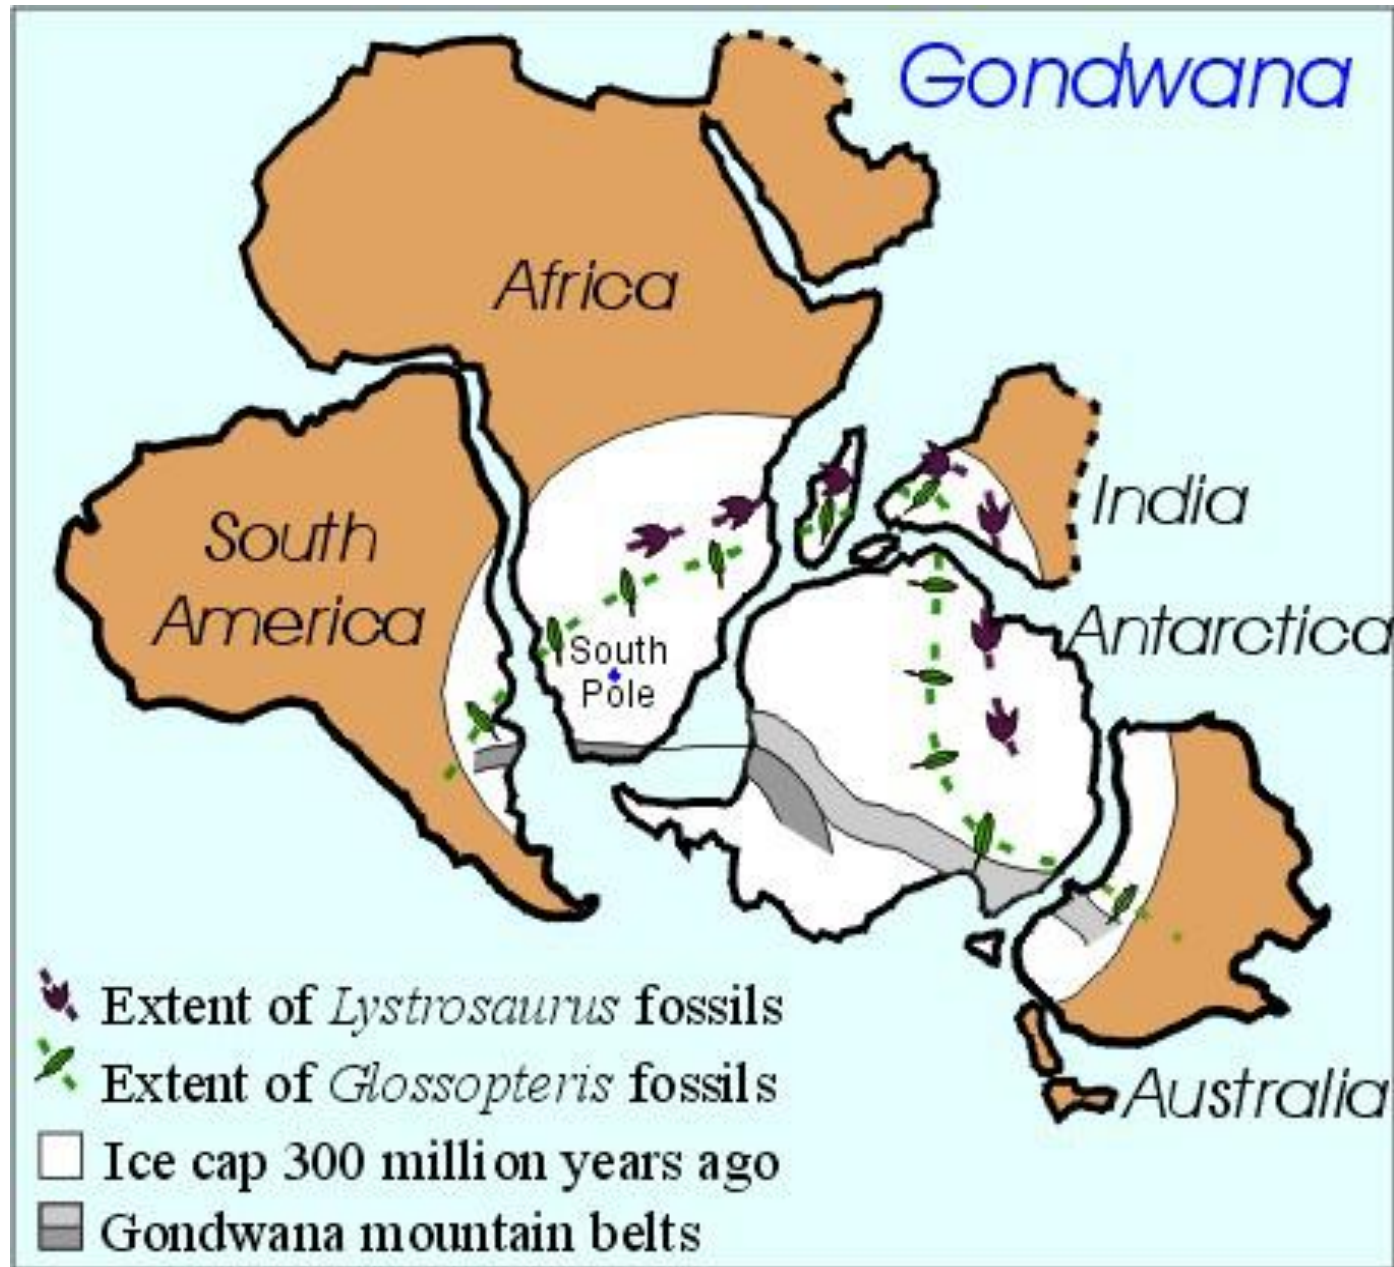 Gondwana
Africa
India
South
America
Antarctica
South
Pole
Extent of Lystrosaurus fossils
Extent of Glossopteris fossils
Australia
Ice cap 300 million years ago
Gondwana mountain belts